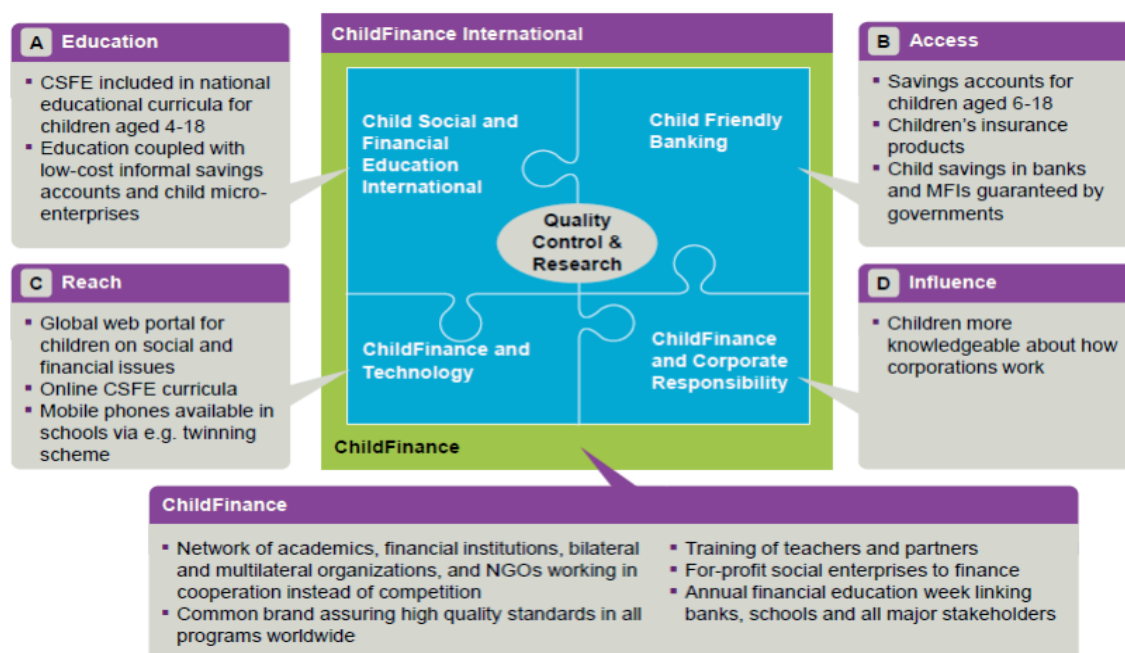 A Education
▪ CSFE included in national
educational curricula for
children aged 4-18
▪ Education coupled with
low-cost informal savings
accounts and child micro-
enterprises
ChildFinance International
Child Social and
Financial
Education
International
Child Friendly
Banking
Quality
Control &
Research
ChildFinance and
Technology
ChildFinance
and Corporate
Responsibility
ChildFinance
B Access
▪ Savings accounts for
children aged 6-18
▪ Children's insurance
products
▪ Child savings in banks
and MFIs guaranteed by
governments
C Reach
▪ Global web portal for
children on social and
financial issues
▪ Online CSFE curricula
▪ Mobile phones available in
schools via e.g. twinning
scheme
D Influence
▪ Children more
knowledgeable about how
corporations work
ChildFinance
▪ Network of academics, financial institutions, bilateral
and multilateral organizations, and NGOs working in
cooperation instead of competition
▪ Common brand assuring high quality standards in all
programs worldwide
▪ Training of teachers and partners
▪ For-profit social enterprises to finance
▪ Annual financial education week linking
banks, schools and all major stakeholders